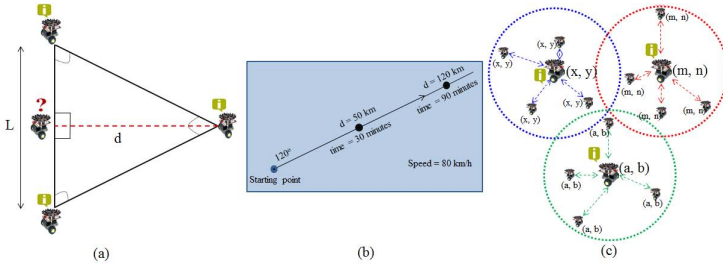 i
?
i
L
d
i
(a)
120°
Starting point
d = 50 km
time = 30 minutes
d = 120 km
time = 90 minutes
Speed = 80 km/h
(b)
(x, y)
(x, y)
i
(x, y)
(x, y)
(x, y)
(m, n)
i
(m, n)
(m, n)
(m, n)
(m, n)
(a, b)
i
(a, b)
(a, b)
(a, b)
(a, b)
(c)